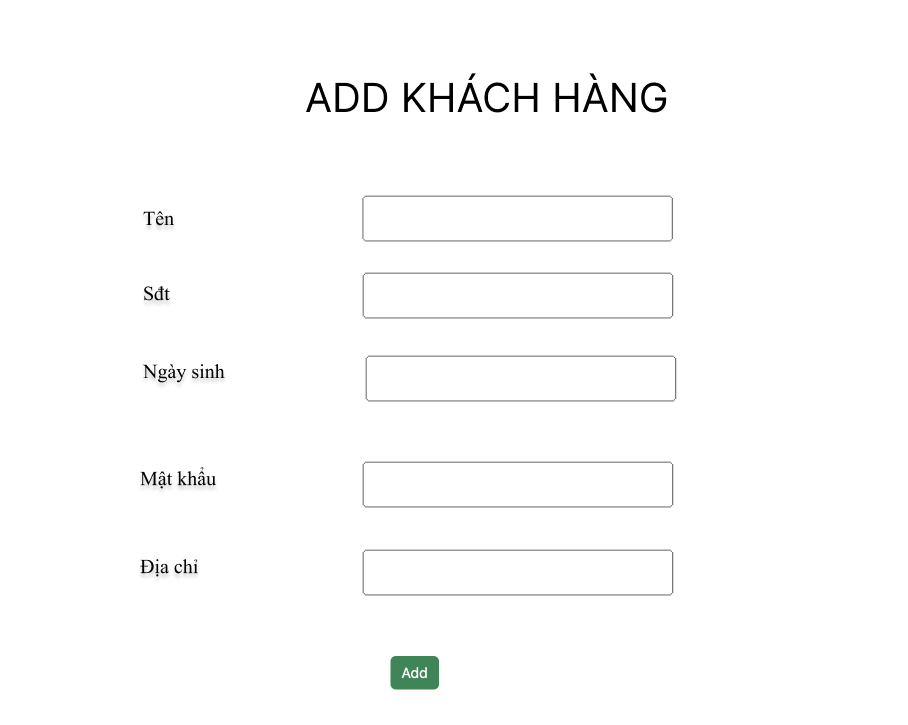 ADD KHÁCH HÀNG
Tên
Sđt
Ngày sinh
Mật khẩu
Địa chỉ
Add